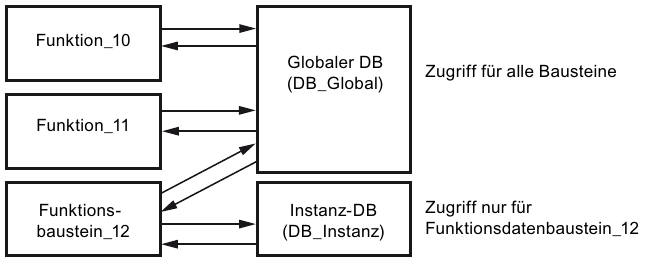 Funktion_10
Globaler DB
(DB_Global)
Zugriff für alle Bausteine
Funktion_11
Funktions-
baustein_12
Instanz-DB
(DB_Instanz)
Zugriff nur für
Funktionsdatenbaustein_12